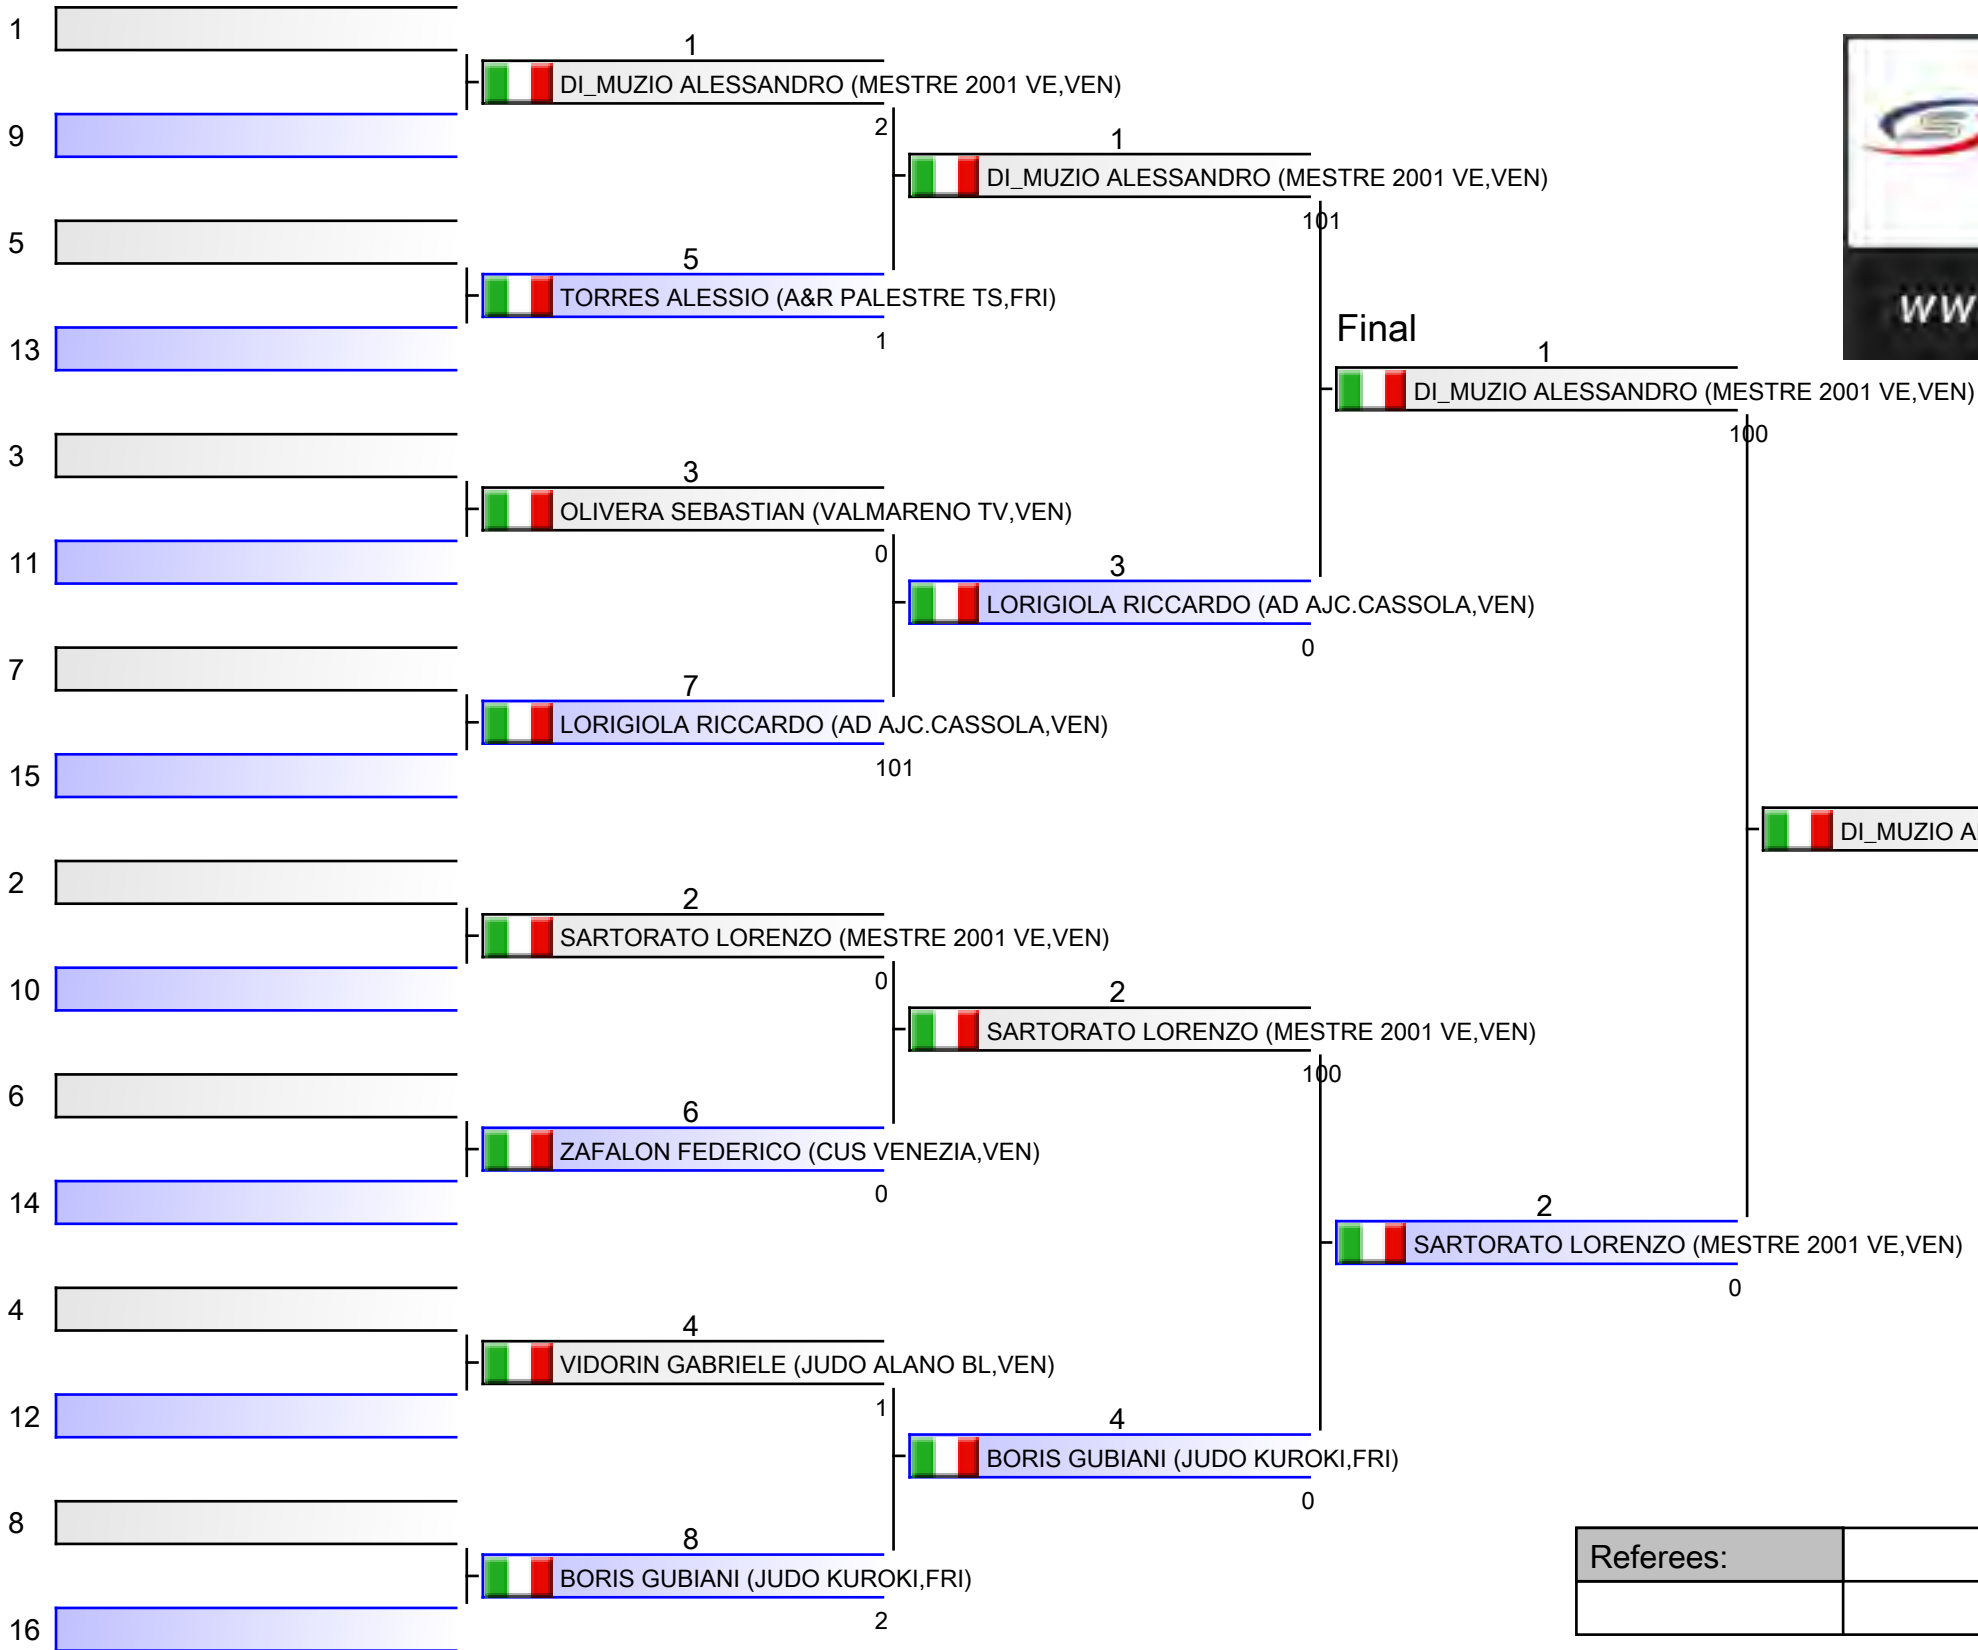 1
1
DI_MUZIO ALESSANDRO (MESTRE 2001 VE,VEN)
2
9
1
DI_MUZIO ALESSANDRO (MESTRE 2001 VE,VEN)
101
5
5
TORRES ALESSIO (A&R PALESTRE TS,FRI)
1
13
Final
1
DI_MUZIO ALESSANDRO (MESTRE 2001 VE,VEN)
100
3
3
OLIVERA SEBASTIAN (VALMARENO TV,VEN)
0
11
3
LORIGIOLA RICCARDO (AD AJC.CASSOLA,VEN)
0
7
7
LORIGIOLA RICCARDO (AD AJC.CASSOLA,VEN)
101
15
DI_MUZIO A
2
2
SARTORATO LORENZO (MESTRE 2001 VE,VEN)
0
10
2
SARTORATO LORENZO (MESTRE 2001 VE,VEN)
100
6
6
ZAFALON FEDERICO (CUS VENEZIA,VEN)
0
14
2
SARTORATO LORENZO (MESTRE 2001 VE,VEN)
0
4
4
VIDORIN GABRIELE (JUDO ALANO BL,VEN)
1
12
4
BORIS GUBIANI (JUDO KUROKI,FRI)
0
8
8
BORIS GUBIANI (JUDO KUROKI,FRI)
2
16
Referees: